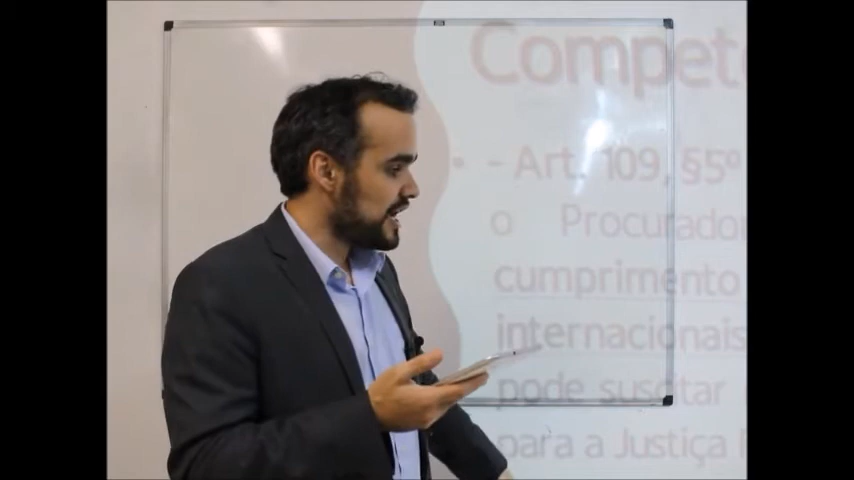 Compet
- Art. 109, §5º
o Procurador
cumprimento
internacionais
pode suscitar
para a Justiça